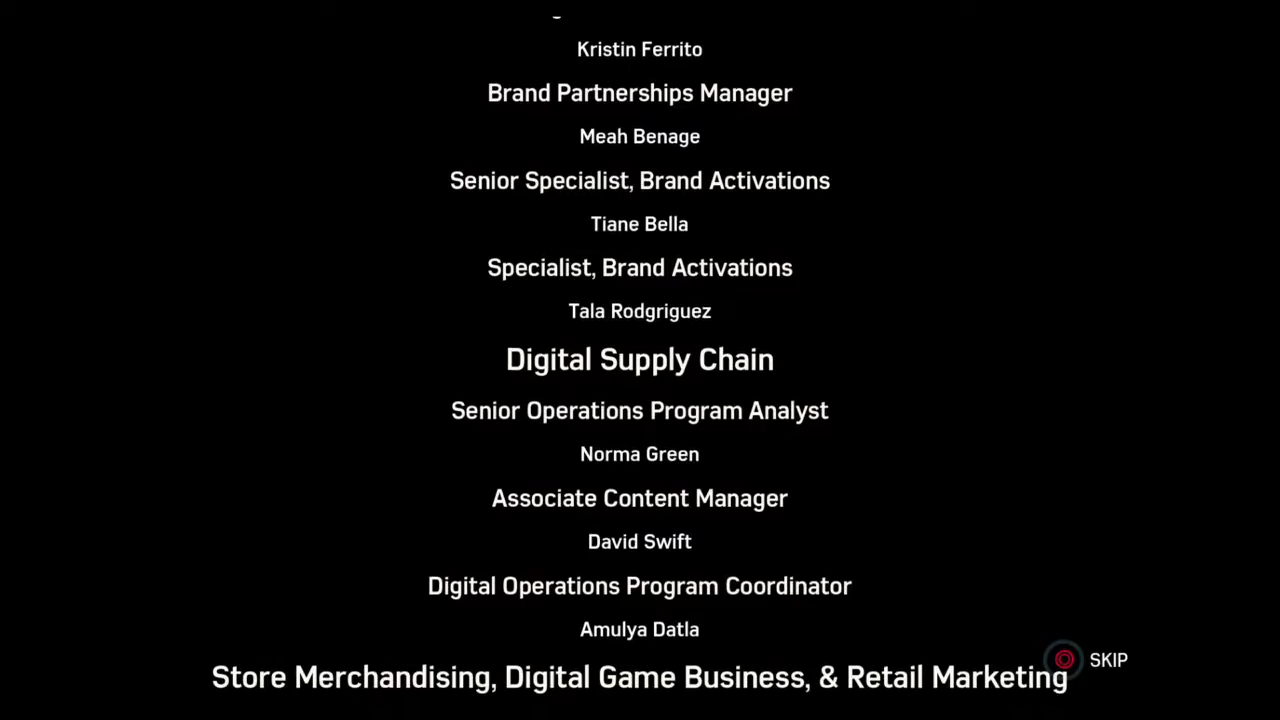 Kristin Ferrito
Brand Partnerships Manager
Meah Benage
Senior Specialist, Brand Activations
Tiane Bella
Specialist, Brand Activations
Tala Rodgriguez
Digital Supply Chain
Senior Operations Program Analyst
Norma Green
Associate Content Manager
David Swift
Digital Operations Program Coordinator
Amulya Datla
SKIP
Store Merchandising, Digital Game Business, & Retail Marketing